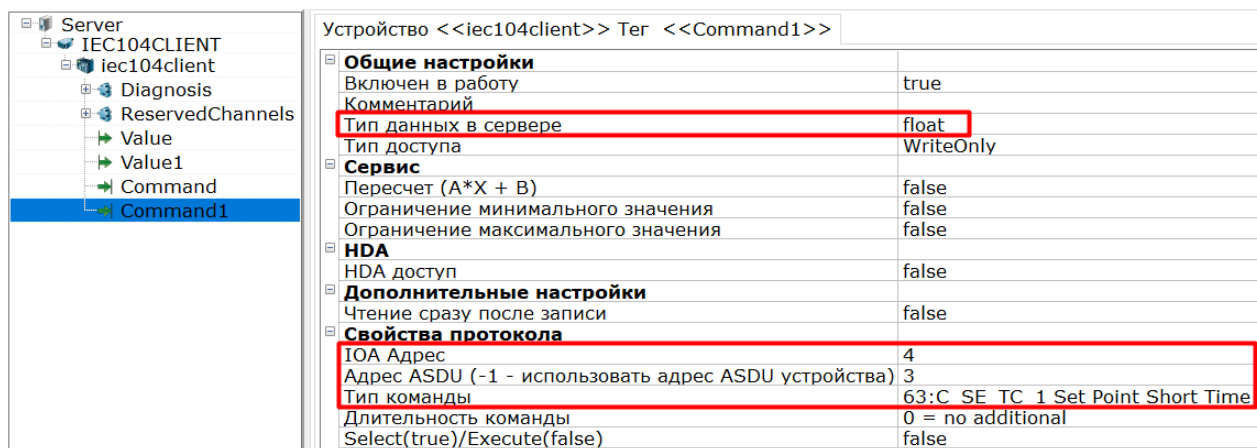 Server
IEC104CLIENT
iec104client
Diagnosis
ReservedChannels
Value
Value1
Command
Command1
Устройство <<iec104client>> Тег <<Command1>>
Общие настройки
Включен в работу true
Комментарий
Тип данных в сервере float
Тип доступа WriteOnly
Сервис
Пересчет (A*X + B) false
Ограничение минимального значения false
Ограничение максимального значения false
HDA
HDA доступ false
Дополнительные настройки
Чтение сразу после записи false
Свойства протокола
IOA Адрес 4
Адрес ASDU (-1 - использовать адрес ASDU устройства) 3
Тип команды 63:C_SE_TC_1 Set Point Short Time
Длительность команды 0 = no additional
Select(true)/Execute(false) false